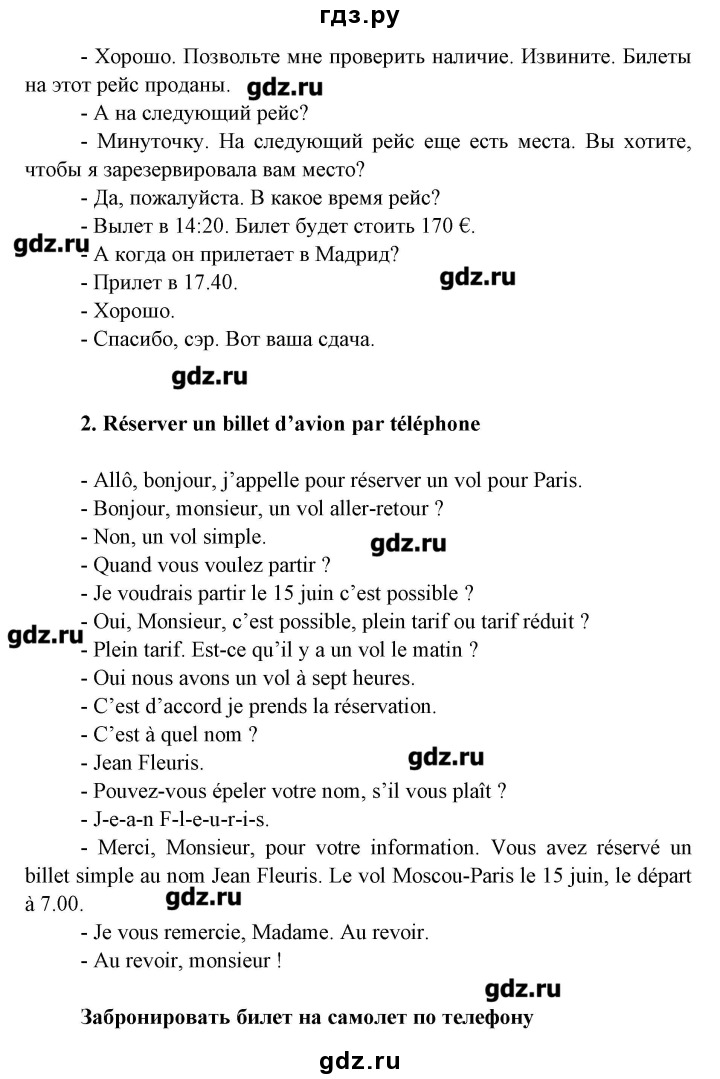 гдз.ру
- Хорошо. Позвольте мне проверить наличие. Извините. Билеты
на этот рейс проданы.
gdz.ru
- А на следующий рейс?
- Минуточку. На следующий рейс еще есть места. Вы хотите,
чтобы я зарезервировала вам место?
- Да, пожалуйста. В какое время рейс?
- Вылет в 14:20. Билет будет стоить 170 €.
gdz.ru
- А когда он прилетает в Мадрид?
- Прилет в 17.40.
gdz.ru
- Хорошо.
- Спасибо, сэр. Вот ваша сдача.
gdz.ru
2. Réserver un billet d’avion par téléphone
- Allô, bonjour, j’appelle pour réserver un vol pour Paris.
- Bonjour, monsieur, un vol aller-retour ?
- Non, un vol simple.
gdz.ru
- Quand vous voulez partir ?
- Je voudrais partir le 15 juin c’est possible ?
- Oui, Monsieur, c’est possible, plein tarif ou tarif réduit ?
gdz.ru
- Plein tarif. Est-ce qu’il y a un vol le matin ?
- Oui nous avons un vol à sept heures.
- C’est d’accord je prends la réservation.
- C’est à quel nom ?
- Jean Fleuris.
gdz.ru
- Pouvez-vous épeler votre nom, s’il vous plaît ?
- J-e-a-n F-l-e-u-r-i-s.
- Merci, Monsieur, pour votre information. Vous avez réservé un
billet simple au nom Jean Fleuris. Le vol Moscou-Paris le 15 juin, le départ
à 7.00.
gdz.ru
- Je vous remercie, Madame. Au revoir.
- Au revoir, monsieur !
gdz.ru
Забронировать билет на самолет по телефону
gdz.ru